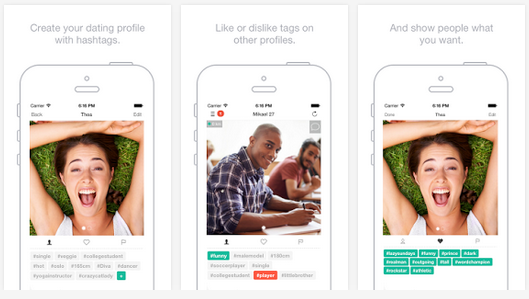 Create your dating profile
with hashtags.
Carrier 6:16 PM
Back Thea Edit
#single #veggie #collegestudent
#hot #cute #185cm #Diva #dancer
#yogainstructor #crazycatlady +
Like or dislike tags on
other profiles.
Carrier 6:16 PM
Mikael 27
#funny #malemodel #180cm
#soccerplayer #single
#collegestudent #player #littlebrother
And show people what
you want.
Carrier 6:16 PM
Done Thea Edit
#lazysundays #funny #prince #dark
#realman #outgoing #tall #wordchampion
#rockstar #athletic